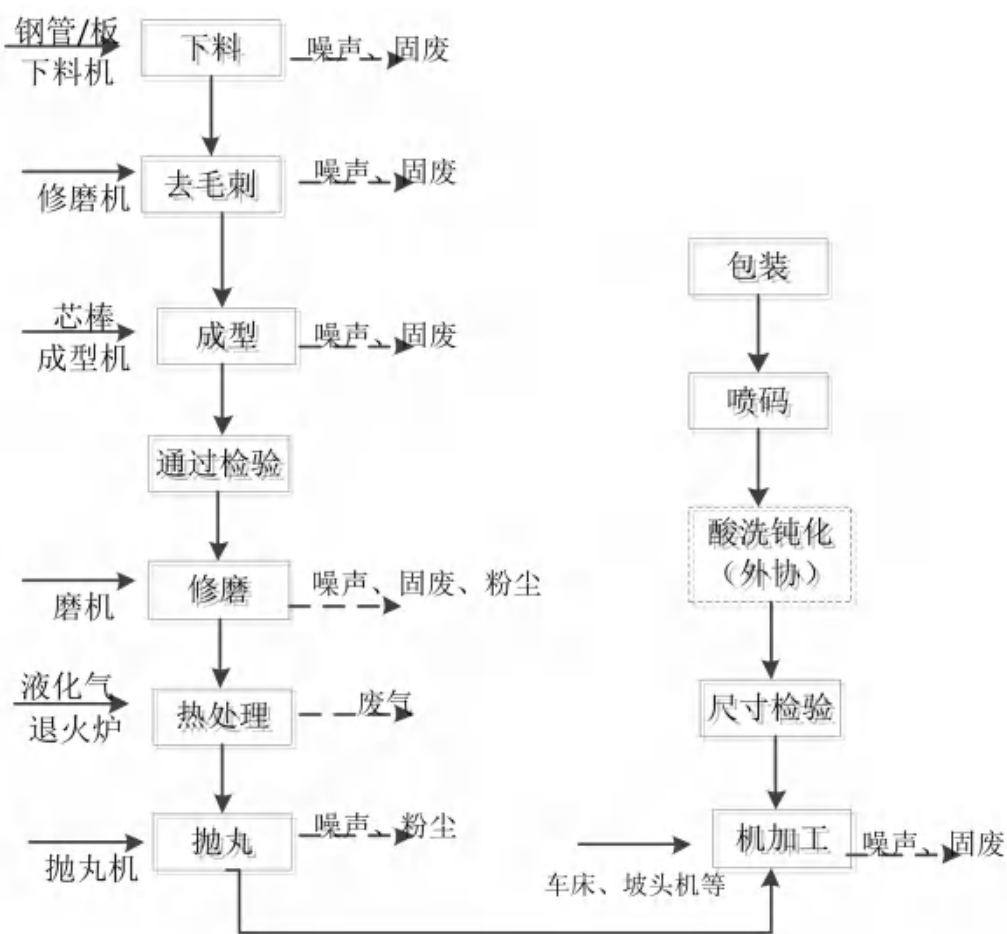 钢管/板
下料机
下料
噪声、固废
修磨机
去毛刺
噪声、固废
芯棒
成型机
成型
噪声、固废
通过检验
磨机
修磨
噪声、固废、粉尘
液化气
退火炉
热处理
废气
抛丸机
抛丸
噪声、粉尘
包装
喷码
酸洗钝化
（外协）
尺寸检验
车床、坡头机等
机加工
噪声、固废